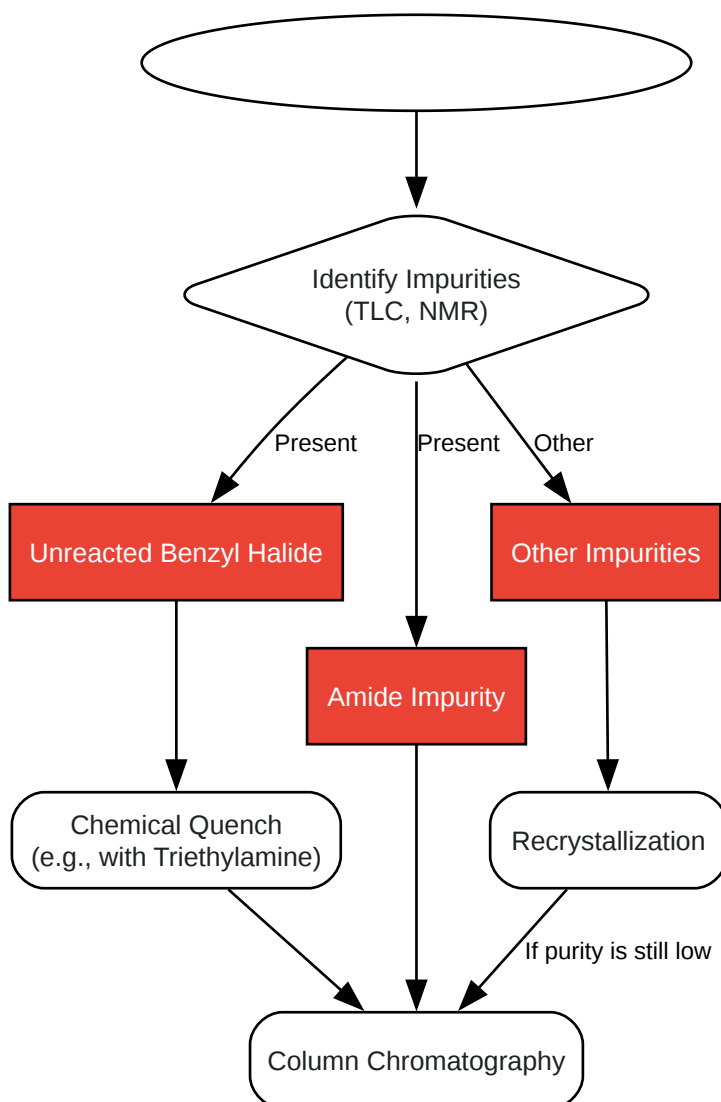 Identify Impurities
(TLC, NMR)
Present
Present
Other
Unreacted Benzyl Halide
Other Impurities
Amide Impurity
Chemical Quench
(e.g., with Triethylamine)
Recrystallization
If purity is still low
Column Chromatography